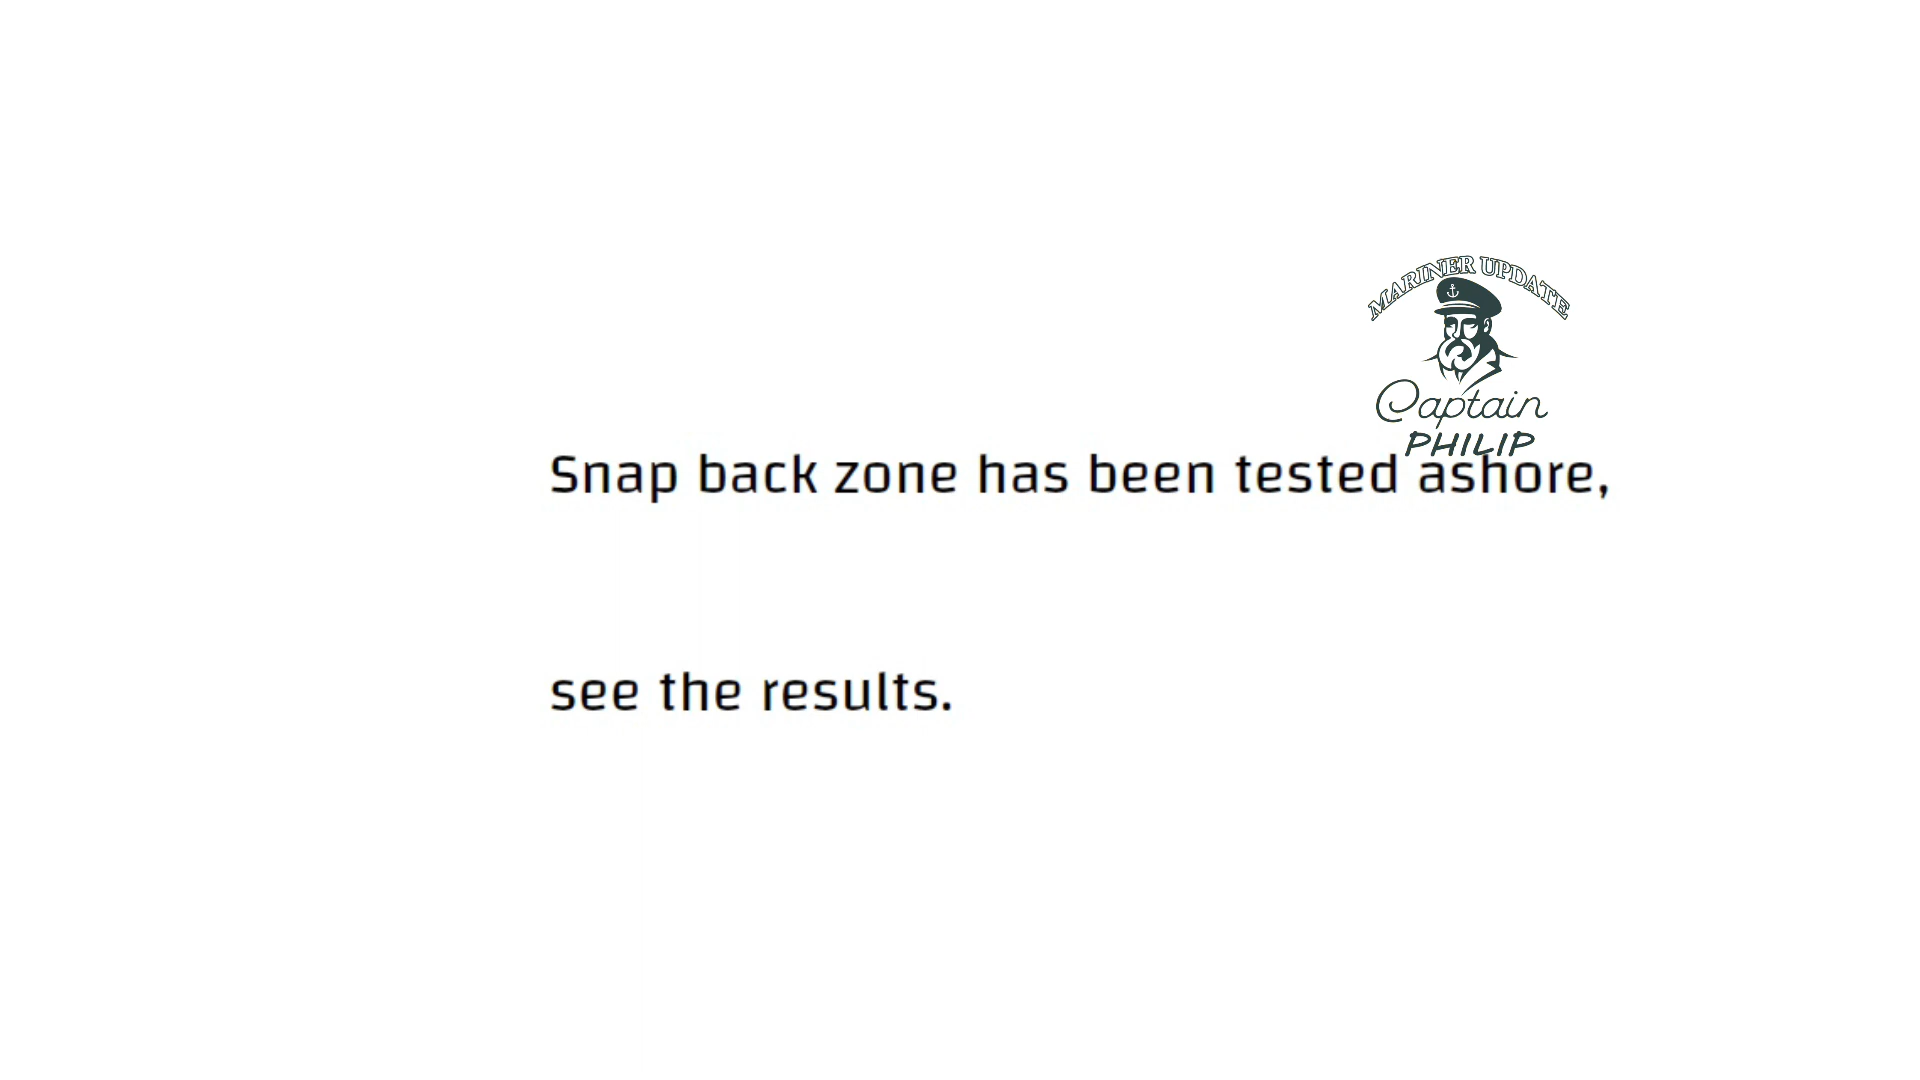 MARINER UPDATE
Captain
PHILIP
Snap back zone has been tested ashore,
see the results.